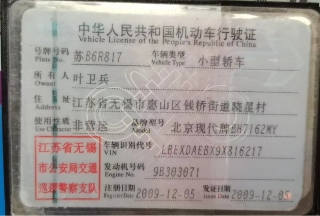 中华人民共和国机动车行驶证
Vehicle License of the People's Republic of China
号牌号码 苏B6R817 车辆类型 小型轿车
Plate No. Vehicle Type
所有人 叶卫兵
Owner
住址 江苏省无锡市惠山区钱桥街道晓星村
Address
使用性质 非营运 品牌型号 北京现代牌BH7162MY
Use Character Model
江苏省无锡 车辆识别代号 LBEXDAEBX9X816217
VIN
市公安局交通 发动机号码 9B303071
Engine No.
巡逻警察支队 注册日期 2009-12-05 发证日期 2009-12-05
Register Date Issue Date